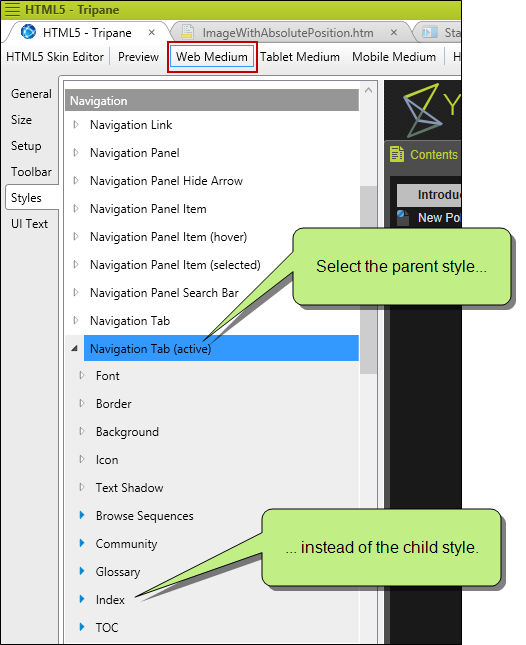 HTML5 - Tripane
HTML5 - Tripane × ImageWithAbsolutePosition.htm × Sta
HTML5 Skin Editor Preview Web Medium Tablet Medium Mobile Medium H
General
Size
Setup
Toolbar
Styles
UI Text
Navigation
Navigation Link
Navigation Panel
Navigation Panel Hide Arrow
Navigation Panel Item
Navigation Panel Item (hover)
Navigation Panel Item (selected)
Navigation Panel Search Bar
Navigation Tab
Navigation Tab (active)
Font
Border
Background
Icon
Text Shadow
Browse Sequences
Community
Glossary
Index
TOC
Y
Contents
Introdu
New Po
Select the parent style...
... instead of the child style.